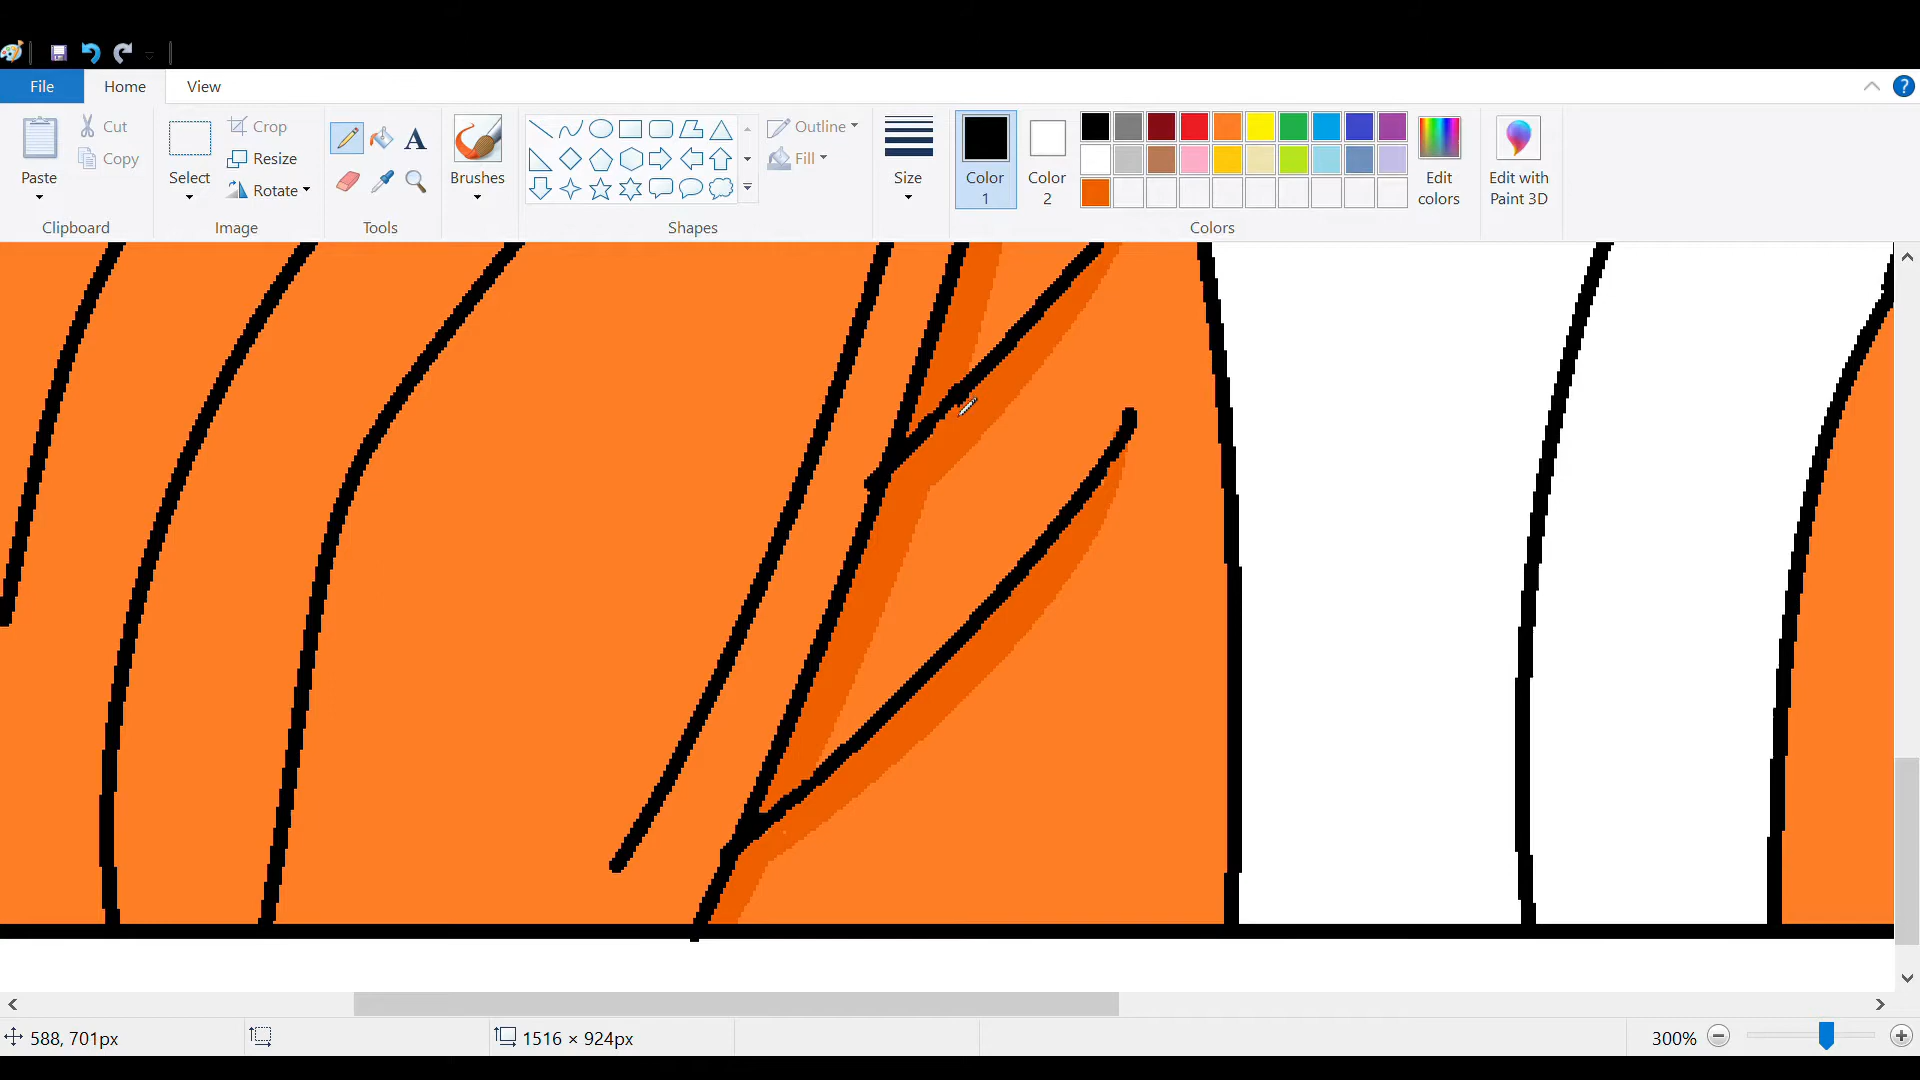 File Home View
Paste
Cut
Copy
Clipboard
Select
Crop
Resize
Rotate
Image
A
Tools
Brushes
Outline
Fill
Shapes
Size
Color
1
Color
2
Edit
colors
Colors
Edit with
Paint 3D
?
588, 701px
1516 × 924px
300%